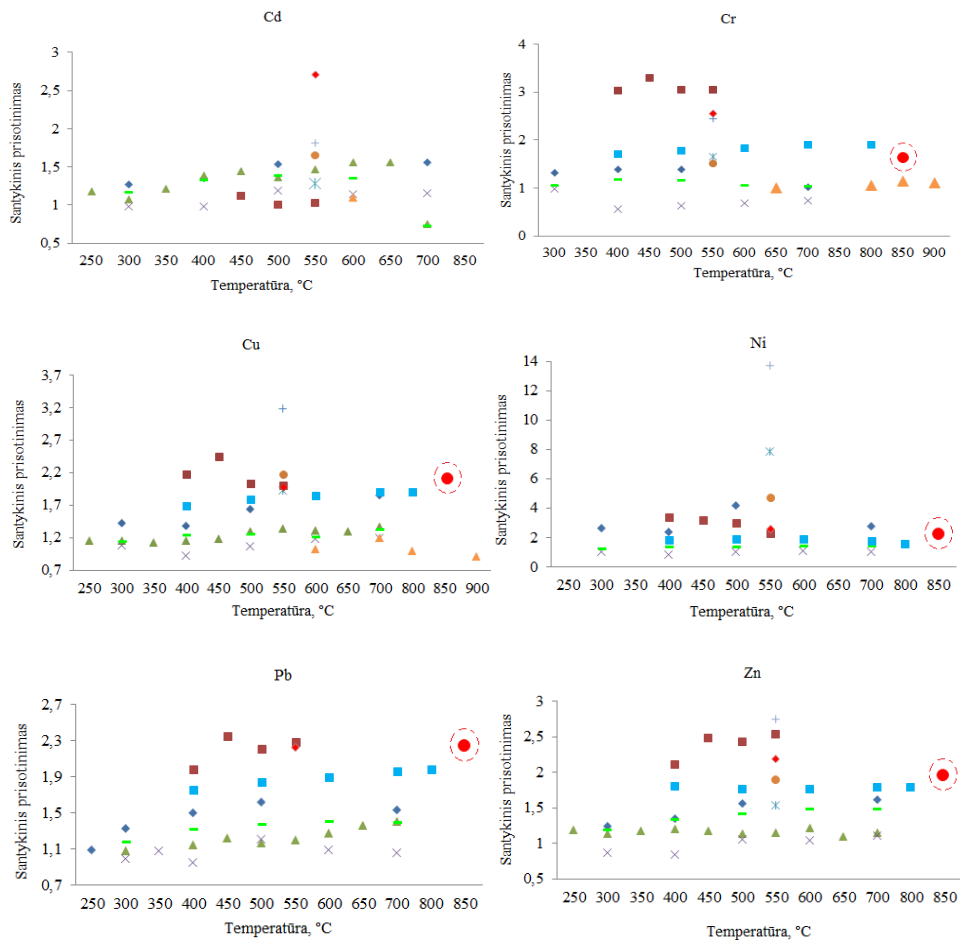 Cd
Santykinis prisotinimas
3
2,5
2
1,5
1
0,5
250 300 350 400 450 500 550 600 650 700 850
Temperatūra, °C
Cr
Santykinis prisotinimas
4
3
2
1
0
300 350 400 450 500 550 600 650 700 800 850 900
Temperatūra, °C
Cu
Santykinis prisotinimas
3,7
3,2
2,7
2,2
1,7
1,2
0,7
250 300 350 400 450 500 550 600 650 700 800 850 900
Temperatūra, °C
Ni
Santykinis prisotinimas
14
12
10
8
6
4
2
0
250 300 350 400 450 500 550 600 650 700 800 850
Temperatūra, °C
Pb
Santykinis prisotinimas
2,7
2,3
1,9
1,5
1,1
0,7
250 300 350 400 450 500 550 600 650 700 800 850
Temperatūra, °C
Zn
Santykinis prisotinimas
3
2,5
2
1,5
1
0,5
0
250 300 350 400 450 500 550 600 650 700 800 850
Temperatūra, °C